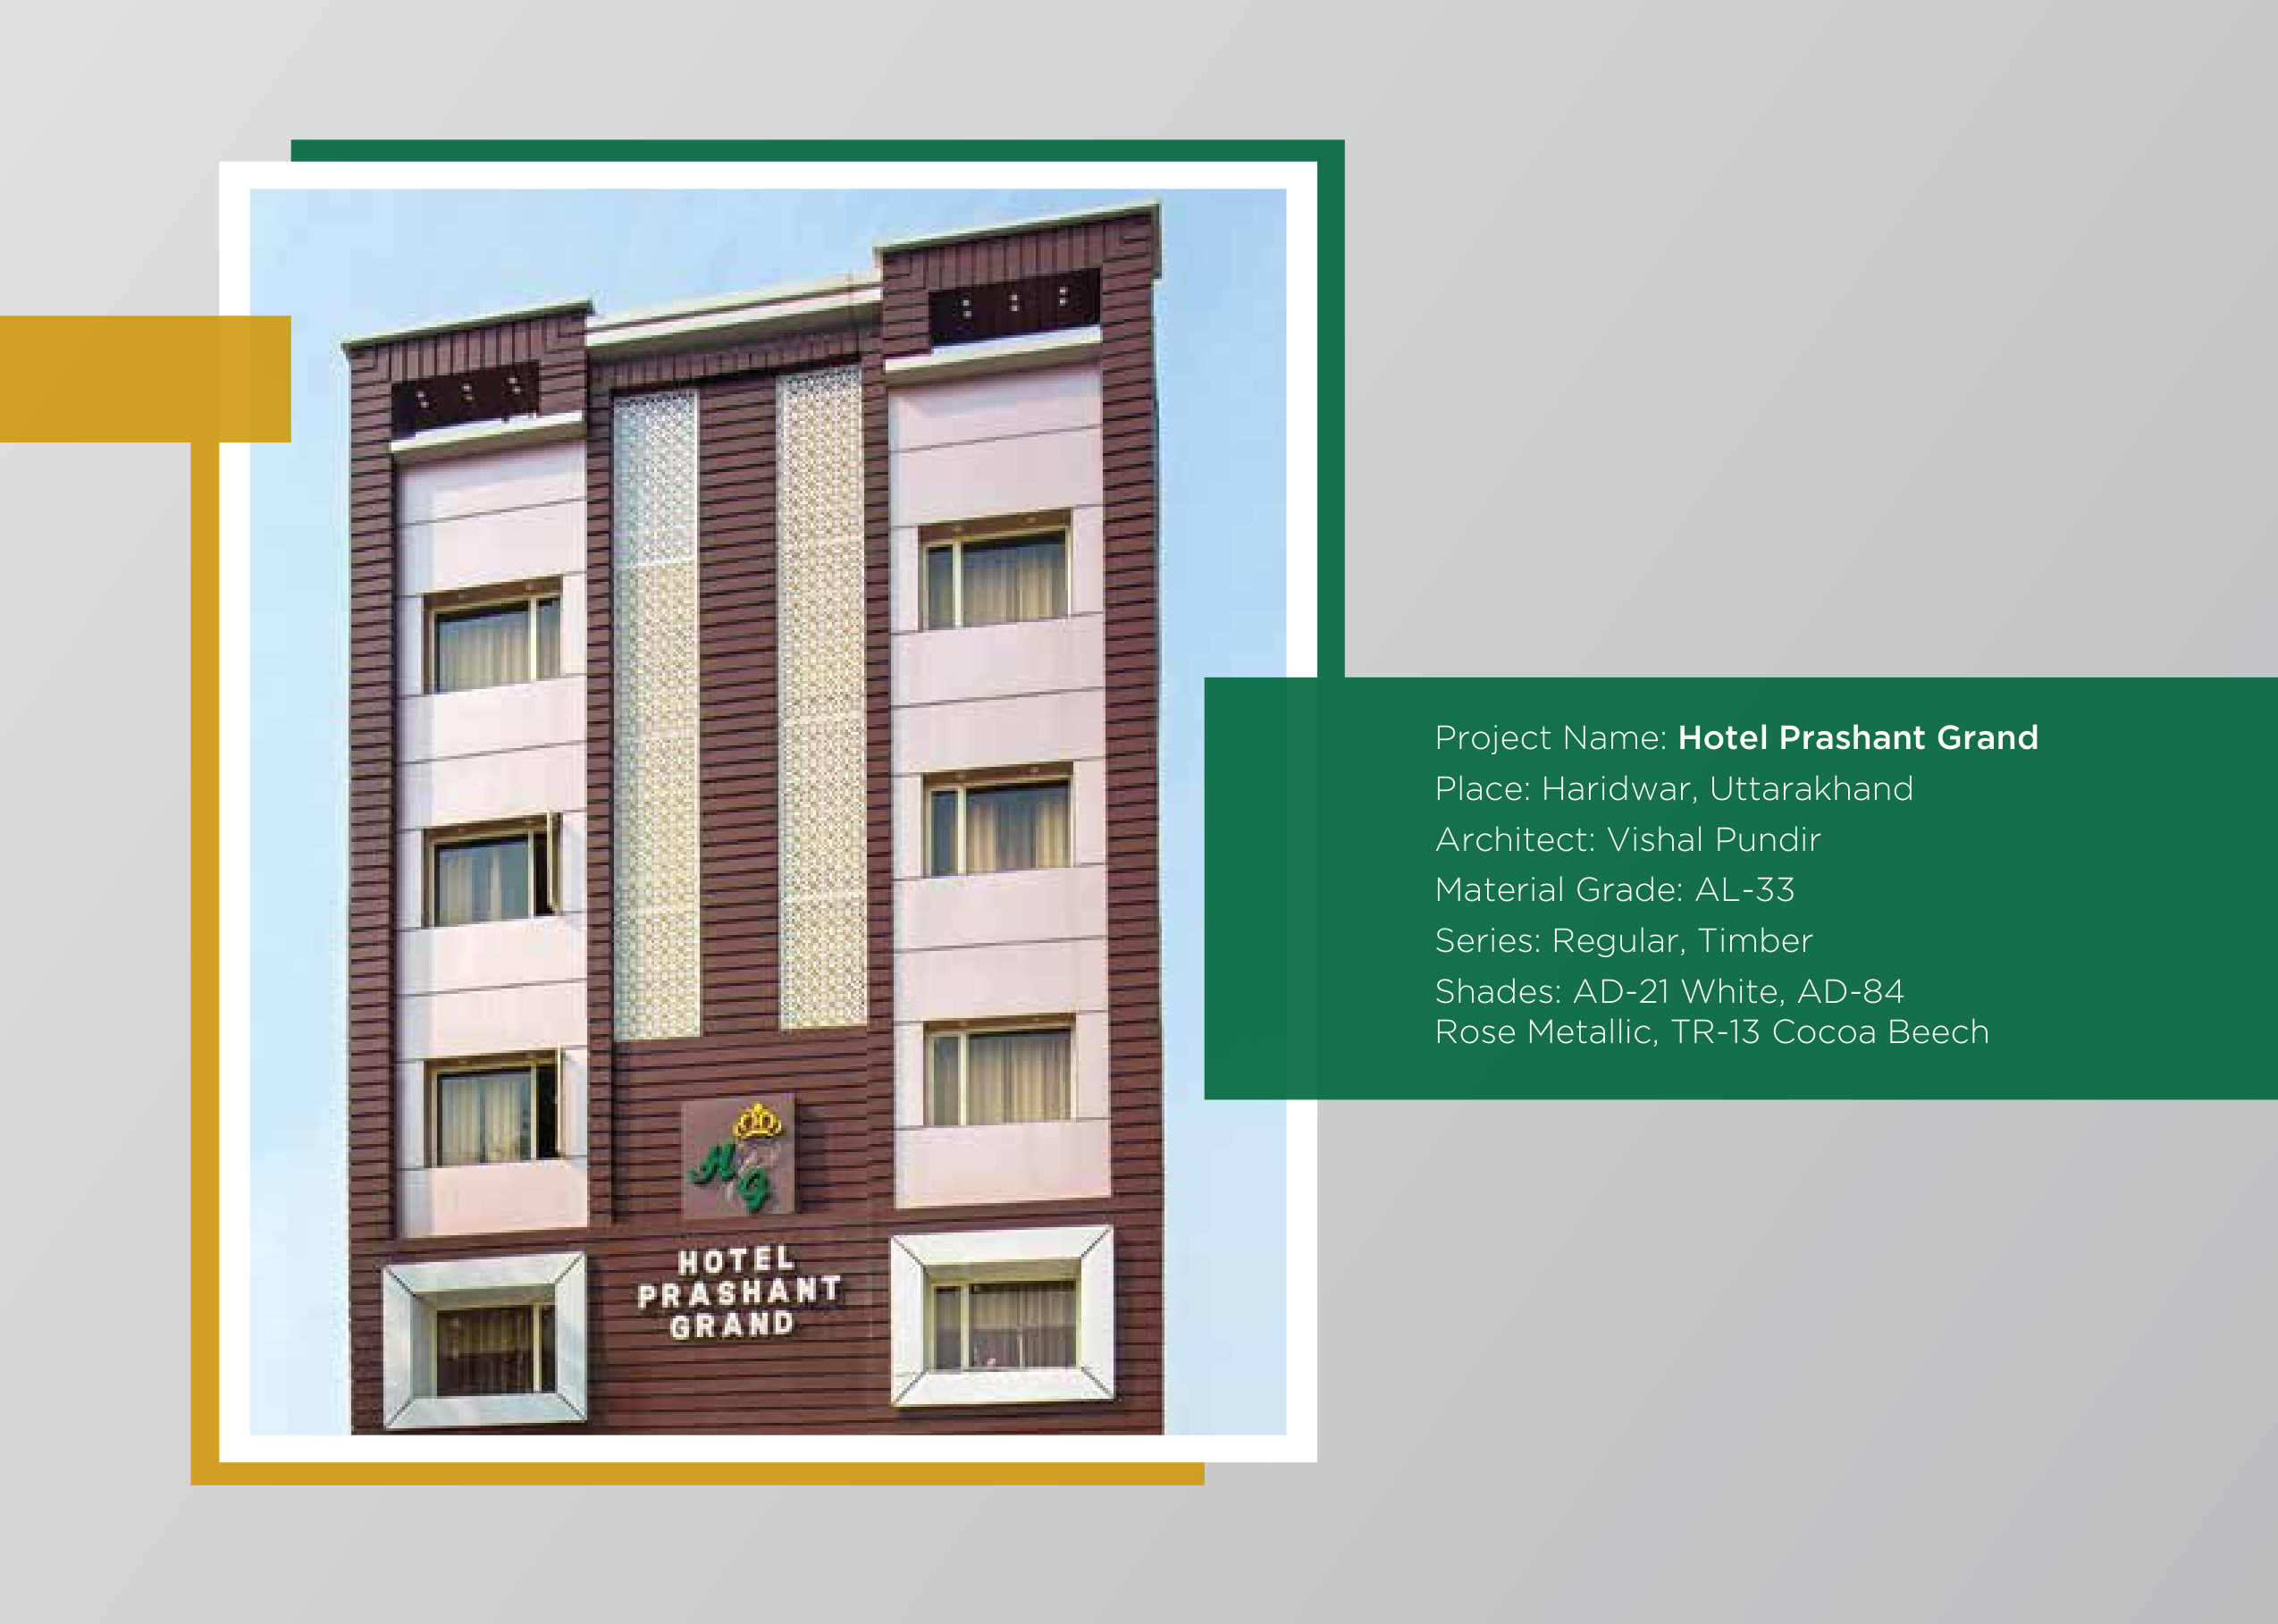 H
G
HOTEL
PRASHANT
GRAND
Project Name: Hotel Prashant Grand
Place: Haridwar, Uttarakhand
Architect: Vishal Pundir
Material Grade: AL-33
Series: Regular, Timber
Shades: AD-21 White, AD-84
Rose Metallic, TR-13 Cocoa Beech